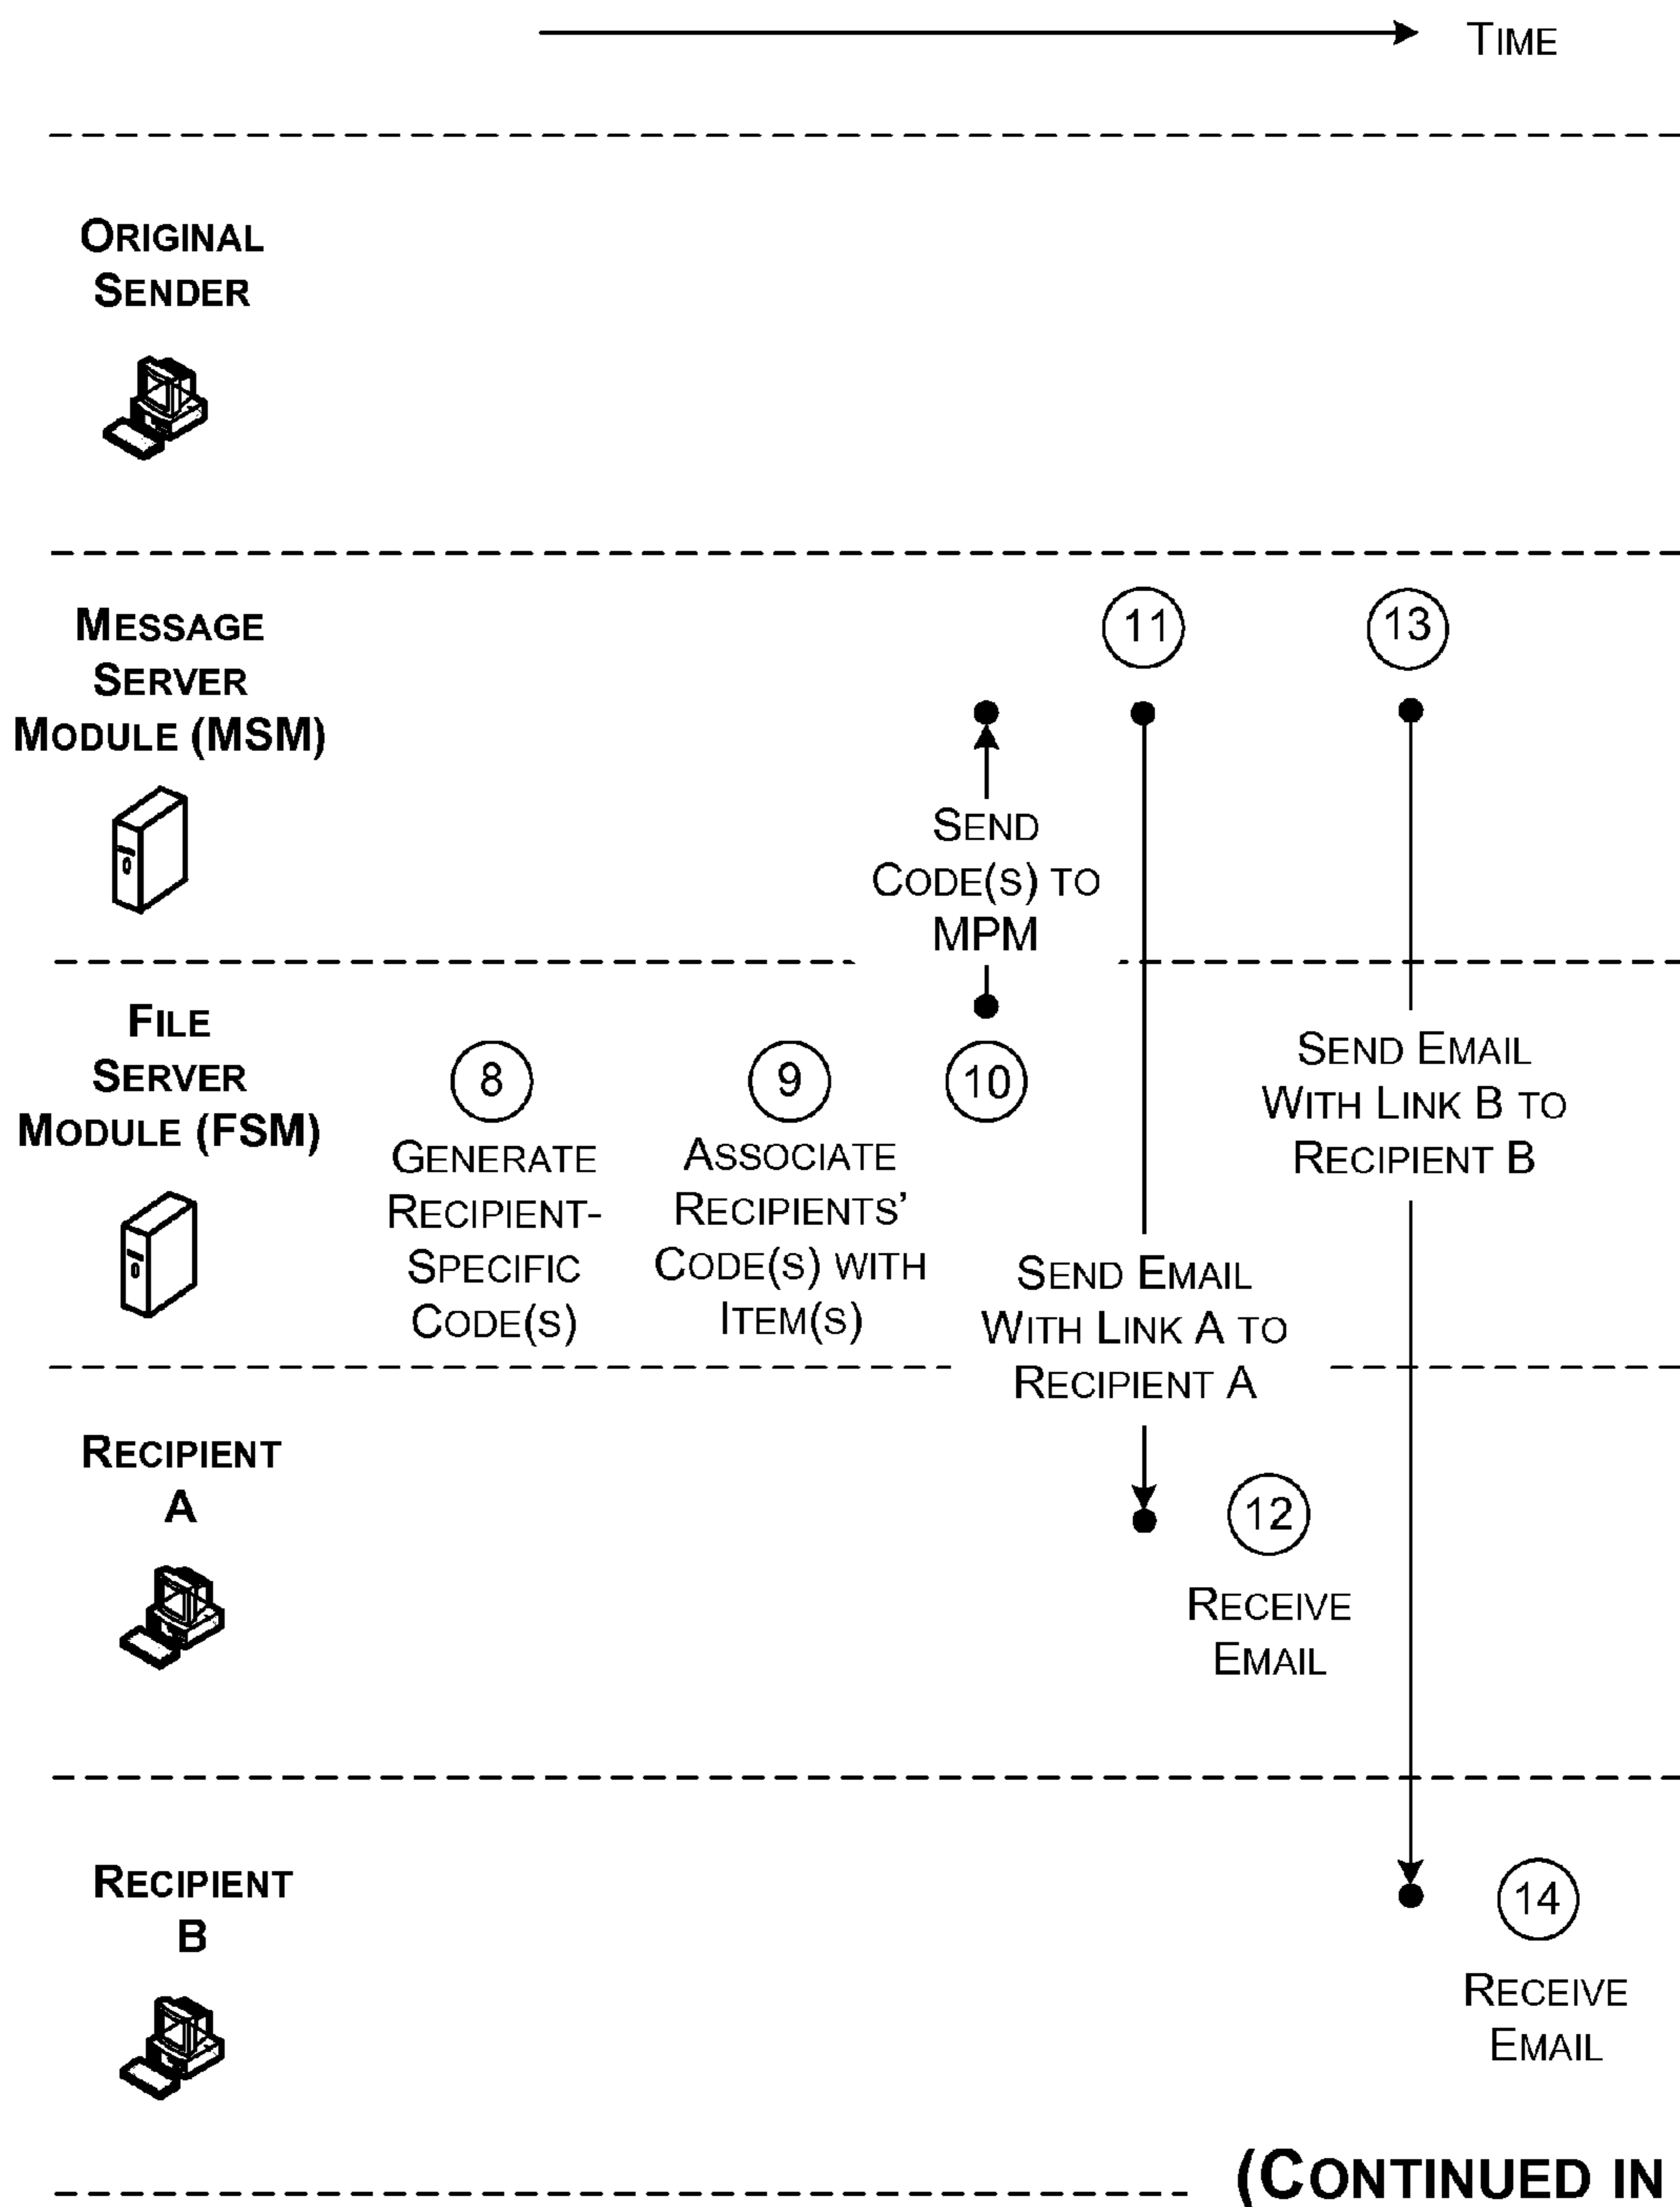 TIME
ORIGINAL
SENDER
MESSAGE
SERVER
MODULE (MSM)
11
13
SEND
CODE(S) TO
MPM
FILE
SERVER
MODULE (FSM)
8
GENERATE
RECIPIENT-
SPECIFIC
CODE(S)
9
ASSOCIATE
RECIPIENTS'
CODE(S) WITH
ITEM(S)
10
SEND EMAIL
WITH LINK A TO
RECIPIENT A
SEND EMAIL
WITH LINK B TO
RECIPIENT B
RECIPIENT
A
12
RECEIVE
EMAIL
RECIPIENT
B
14
RECEIVE
EMAIL
(CONTINUED IN